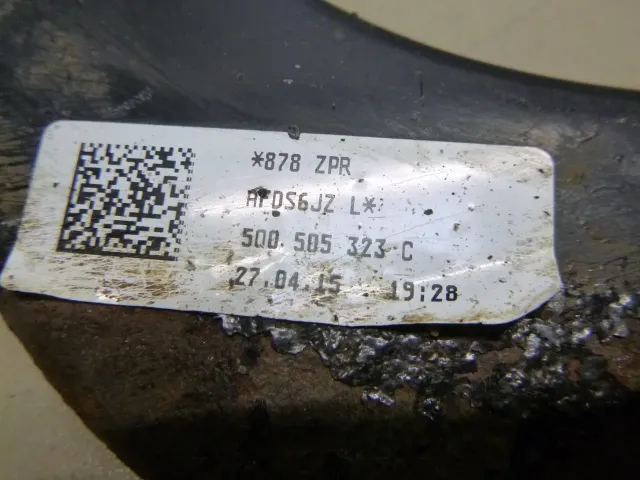 *878 ZPR
AFDS6JZ L*
5Q0 505 323 C
27.04.15 19:28